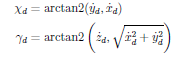 χ_d = arctan2(ẏ_d, ẋ_d)
γ_d = arctan2(ż_d, √(ẋ_d² + ẏ_d²))